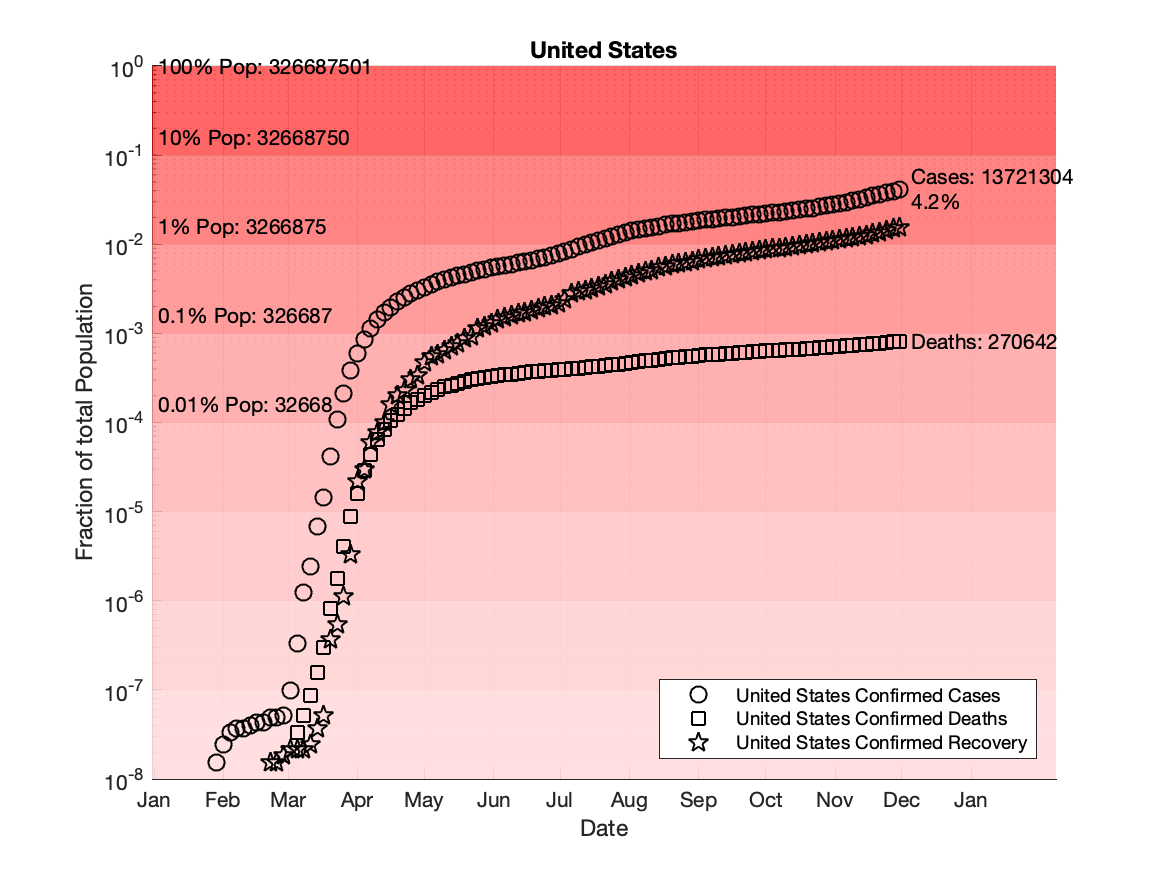 United States
10^0
100% Pop: 326687501
10% Pop: 32668750
10^-1
Cases: 13721304
4.2%
1% Pop: 3266875
10^-2
0.1% Pop: 326687
10^-3
Deaths: 270642
0.01% Pop: 32668
10^-4
10^-5
10^-6
10^-7
10^-8
Fraction of total Population
United States Confirmed Cases
United States Confirmed Deaths
United States Confirmed Recovery
Jan Feb Mar Apr May Jun Jul Aug Sep Oct Nov Dec Jan
Date